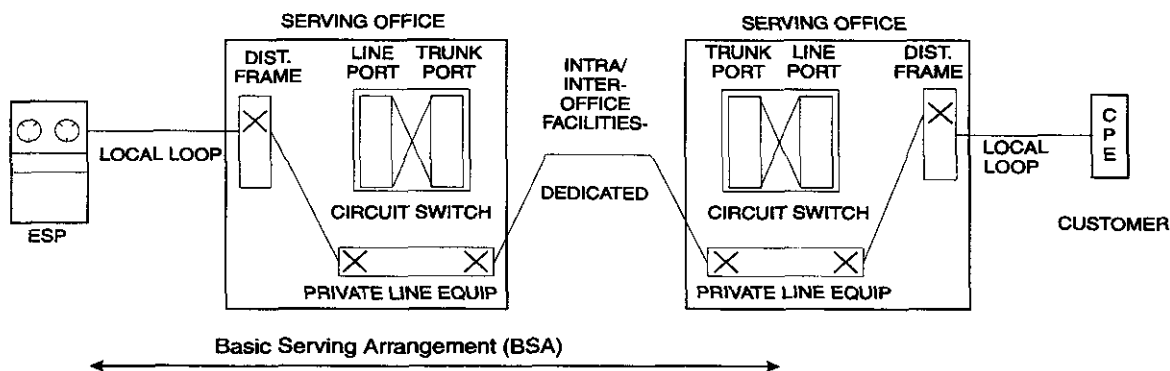 SERVING OFFICE
DIST.
FRAME
LINE
PORT
TRUNK
PORT
CIRCUIT SWITCH
PRIVATE LINE EQUIP
ESP
LOCAL LOOP
INTRA/
INTER-
OFFICE
FACILITIES-
DEDICATED
SERVING OFFICE
TRUNK
PORT
LINE
PORT
DIST.
FRAME
CIRCUIT SWITCH
PRIVATE LINE EQUIP
LOCAL
LOOP
C
P
E
CUSTOMER
Basic Serving Arrangement (BSA)